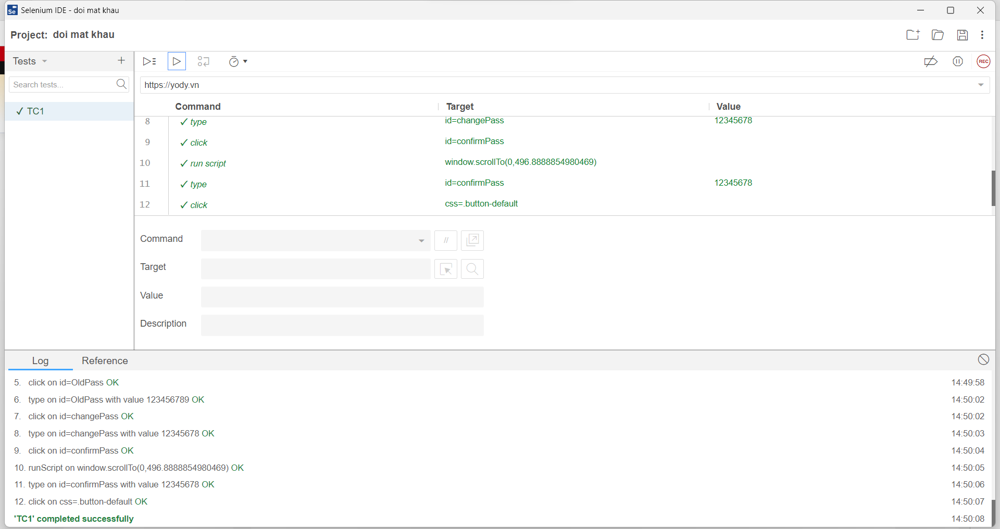 Selenium IDE - doi mat khau
Project: doi mat khau
Tests
Search tests...
✓ TC1
REC
https://yody.vn
Command Target Value
8 ✓ type id=changePass 12345678
9 ✓ click id=confirmPass
10 ✓ run script window.scrollTo(0,496.8888854980469)
11 ✓ type id=confirmPass 12345678
12 ✓ click css=.button-default
Command //
Target
Value
Description
Log Reference
5. click on id=OldPass OK 14:49:58
6. type on id=OldPass with value 123456789 OK 14:50:02
7. click on id=changePass OK 14:50:02
8. type on id=changePass with value 12345678 OK 14:50:03
9. click on id=confirmPass OK 14:50:04
10. runScript on window.scrollTo(0,496.8888854980469) OK 14:50:05
11. type on id=confirmPass with value 12345678 OK 14:50:06
12. click on css=.button-default OK 14:50:07
'TC1' completed successfully 14:50:08